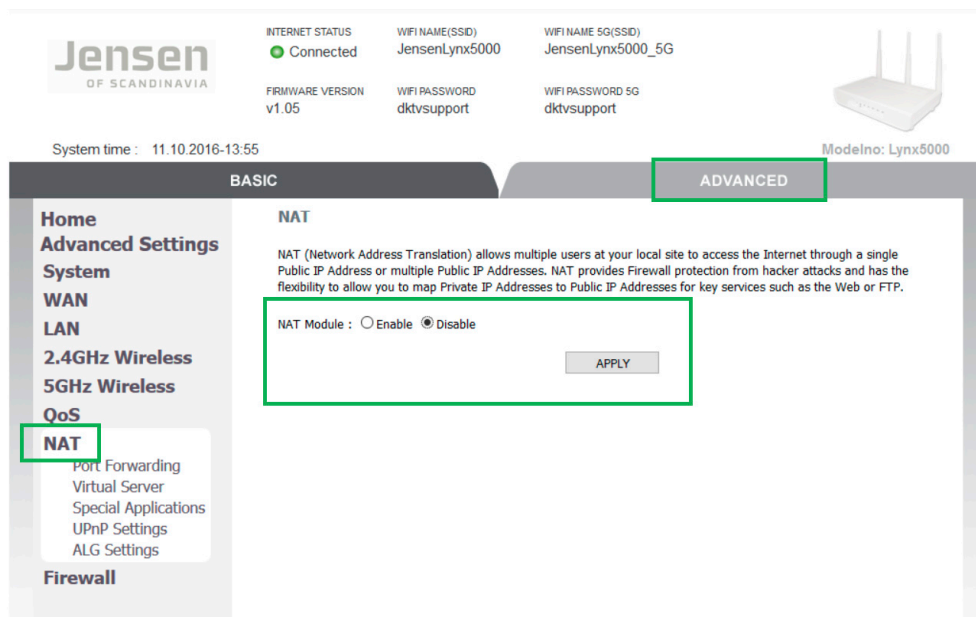 Jensen
OF SCANDINAVIA
INTERNET STATUS
Connected
WIFI NAME(SSID)
JensenLynx5000
WIFI NAME 5G(SSID)
JensenLynx5000_5G
FIRMWARE VERSION
v1.05
WIFI PASSWORD
dktvsupport
WIFI PASSWORD 5G
dktvsupport
System time : 11.10.2016-13:55
Modelno: Lynx5000
BASIC
ADVANCED
Home
Advanced Settings
System
WAN
LAN
2.4GHz Wireless
5GHz Wireless
QoS
NAT
Port Forwarding
Virtual Server
Special Applications
UPnP Settings
ALG Settings
Firewall
NAT
NAT (Network Address Translation) allows multiple users at your local site to access the Internet through a single
Public IP Address or multiple Public IP Addresses. NAT provides Firewall protection from hacker attacks and has the
flexibility to allow you to map Private IP Addresses to Public IP Addresses for key services such as the Web or FTP.
NAT Module : Enable Disable
APPLY